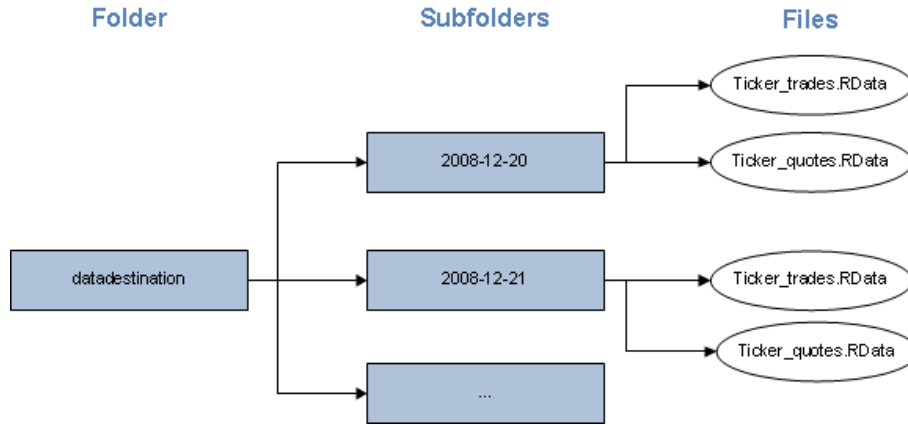 Folder
Subfolders
Files
Ticker_trades.RData
2008-12-20
Ticker_quotes.RData
datadestination
2008-12-21
Ticker_trades.RData
Ticker_quotes.RData
...